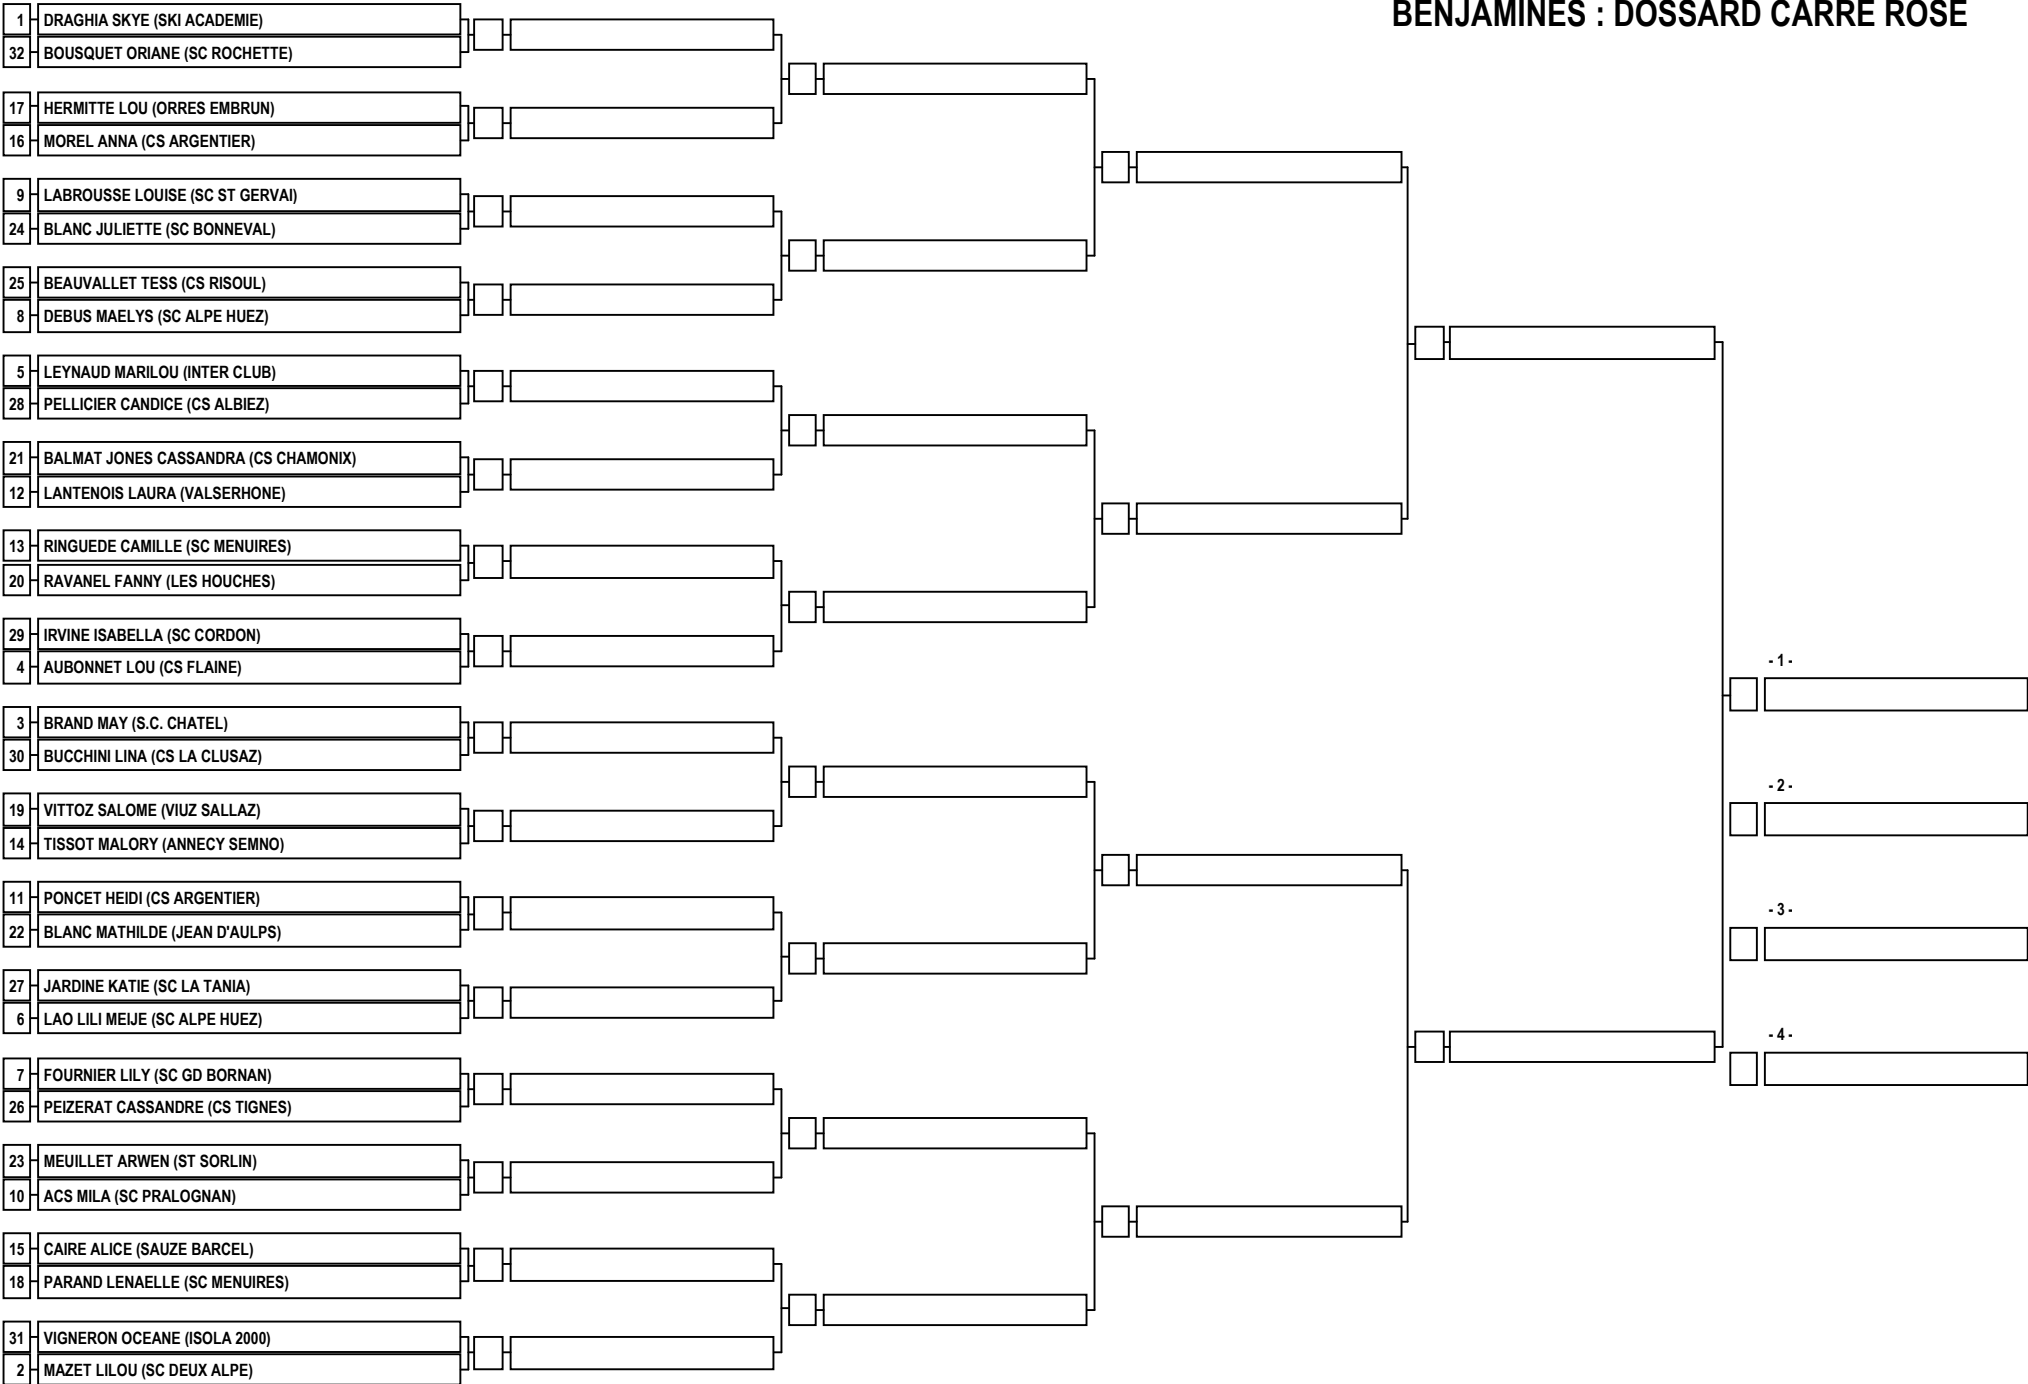 BENJAMINES : DOSSARD CARRE ROSE
1 DRAGHIA SKYE (SKI ACADEMIE)
32 BOUSQUET ORIANE (SC ROCHETTE)
17 HERMITTE LOU (ORRES EMBRUN)
16 MOREL ANNA (CS ARGENTIER)
9 LABROUSSE LOUISE (SC ST GERVAI)
24 BLANC JULIETTE (SC BONNEVAL)
25 BEAUVALLET TESS (CS RISOUL)
8 DEBUS MAELYS (SC ALPE HUEZ)
5 LEYNAUD MARILOU (INTER CLUB)
28 PELLICIER CANDICE (CS ALBIEZ)
21 BALMAT JONES CASSANDRA (CS CHAMONIX)
12 LANTENOIS LAURA (VALSERHONE)
13 RINGUEDE CAMILLE (SC MENUIRES)
20 RAVANEL FANNY (LES HOUCHES)
29 IRVINE ISABELLA (SC CORDON)
4 AUBONNET LOU (CS FLAINE)
3 BRAND MAY (S.C. CHATEL)
30 BUCCHINI LINA (CS LA CLUSAZ)
19 VITTOZ SALOME (VIUZ SALLAZ)
14 TISSOT MALORY (ANNECY SEMNO)
11 PONCET HEIDI (CS ARGENTIER)
22 BLANC MATHILDE (JEAN D'AULPS)
27 JARDINE KATIE (SC LA TANIA)
6 LAO LILI MEIJE (SC ALPE HUEZ)
7 FOURNIER LILY (SC GD BORNAN)
26 PEIZERAT CASSANDRE (CS TIGNES)
23 MEUILLET ARWEN (ST SORLIN)
10 ACS MILA (SC PRALOGNAN)
15 CAIRE ALICE (SAUZE BARCEL)
18 PARAND LENAELLE (SC MENUIRES)
31 VIGNERON OCEANE (ISOLA 2000)
2 MAZET LILOU (SC DEUX ALPE)
- 1 -
- 2 -
- 3 -
- 4 -